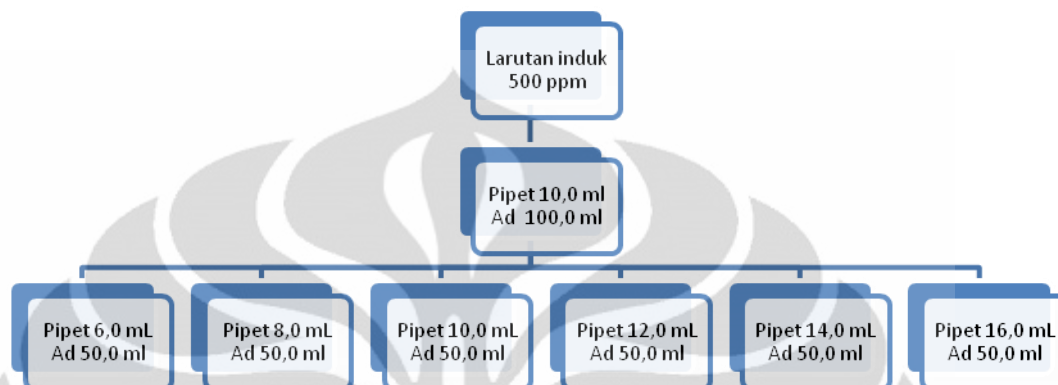 Larutan induk
500 ppm
Pipet 10,0 ml
Ad 100,0 ml
Pipet 6,0 mL
Ad 50,0 ml
Pipet 8,0 mL
Ad 50,0 ml
Pipet 10,0 mL
Ad 50,0 ml
Pipet 12,0 mL
Ad 50,0 ml
Pipet 14,0 mL
Ad 50,0 ml
Pipet 16,0 mL
Ad 50,0 ml